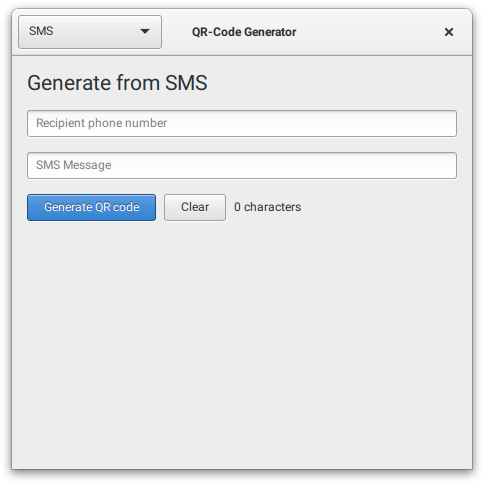 SMS
QR-Code Generator
Generate from SMS
Recipient phone number
SMS Message
Generate QR code
Clear
0 characters